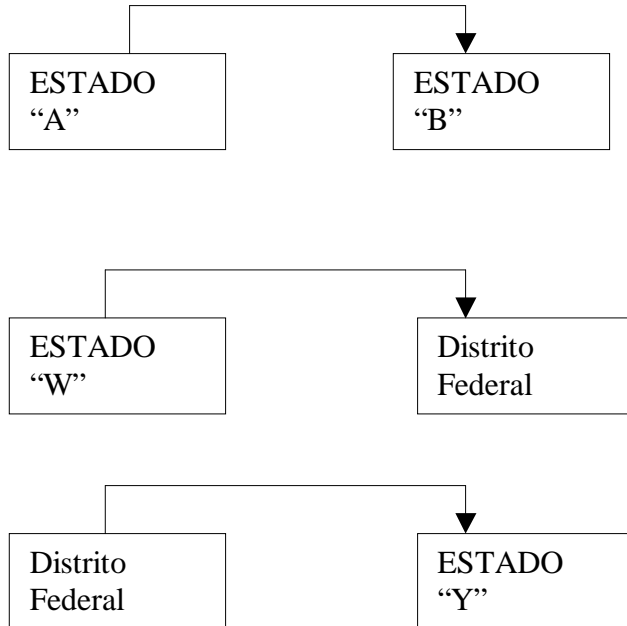 ESTADO
“A”
ESTADO
“B”
ESTADO
“W”
Distrito
Federal
Distrito
Federal
ESTADO
“Y”